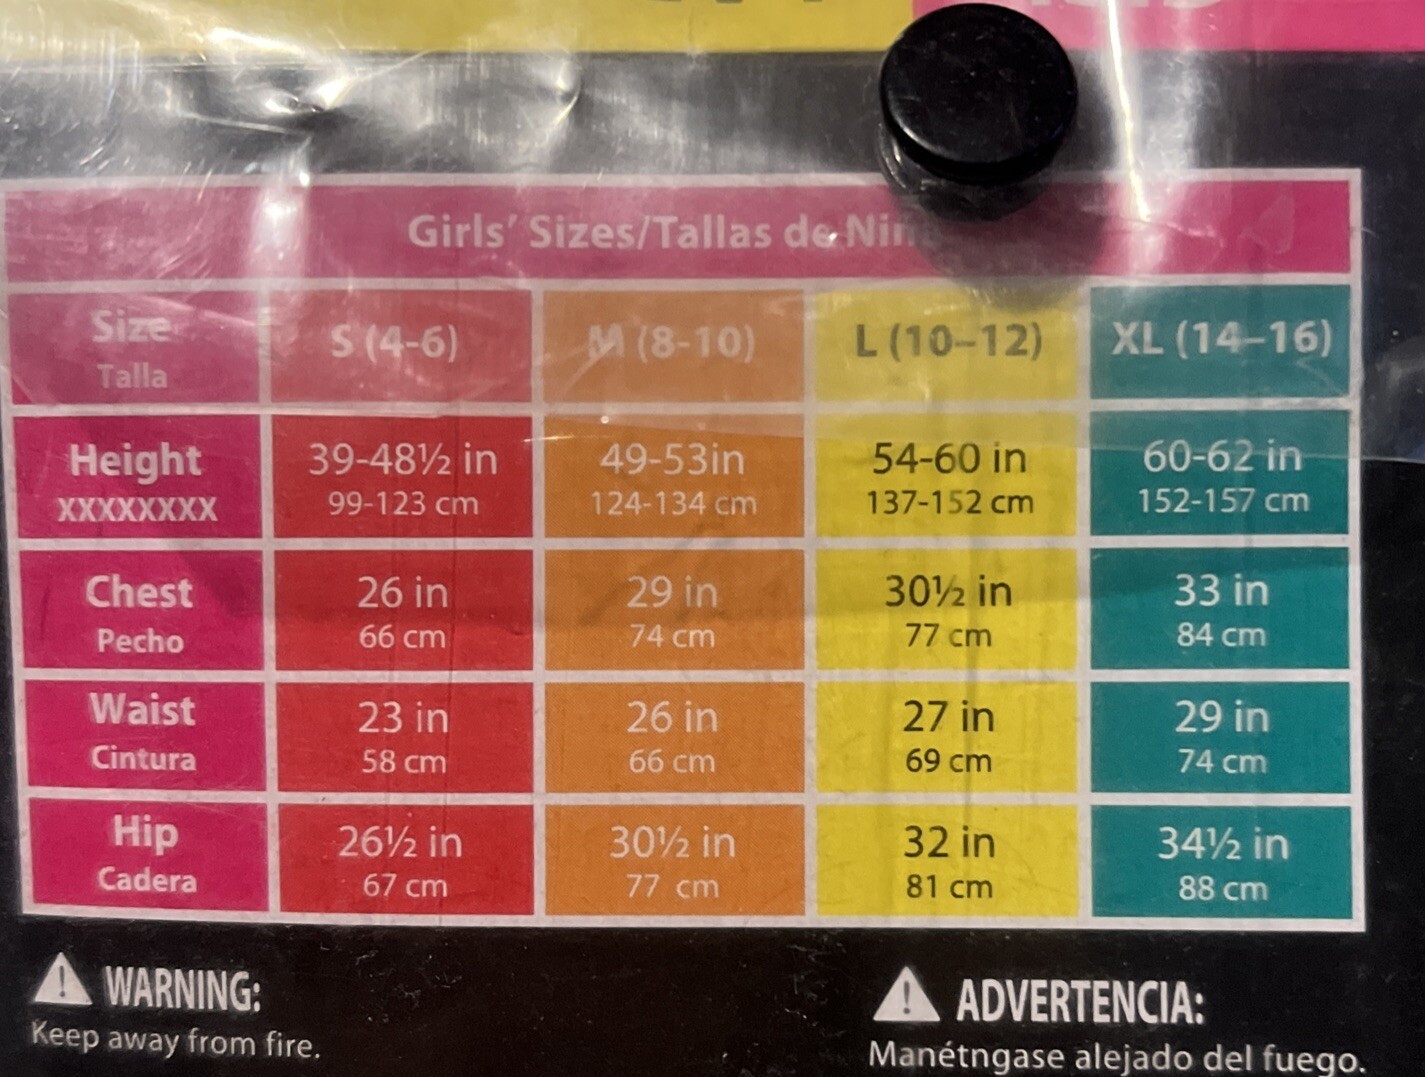 Girls' Sizes/Tallas de Niña
Size S (4-6) M (8-10) L (10–12) XL (14–16)
Talla
Height 39-48½ in 49-53in 54-60 in 60-62 in
XXXXXXXX 99-123 cm 124-134 cm 137-152 cm 152-157 cm
Chest 26 in 29 in 30½ in 33 in
Pecho 66 cm 74 cm 77 cm 84 cm
Waist 23 in 26 in 27 in 29 in
Cintura 58 cm 66 cm 69 cm 74 cm
Hip 26½ in 30½ in 32 in 34½ in
Cadera 67 cm 77 cm 81 cm 88 cm
WARNING:
Keep away from fire.
ADVERTENCIA:
Manétngase alejado del fuego.